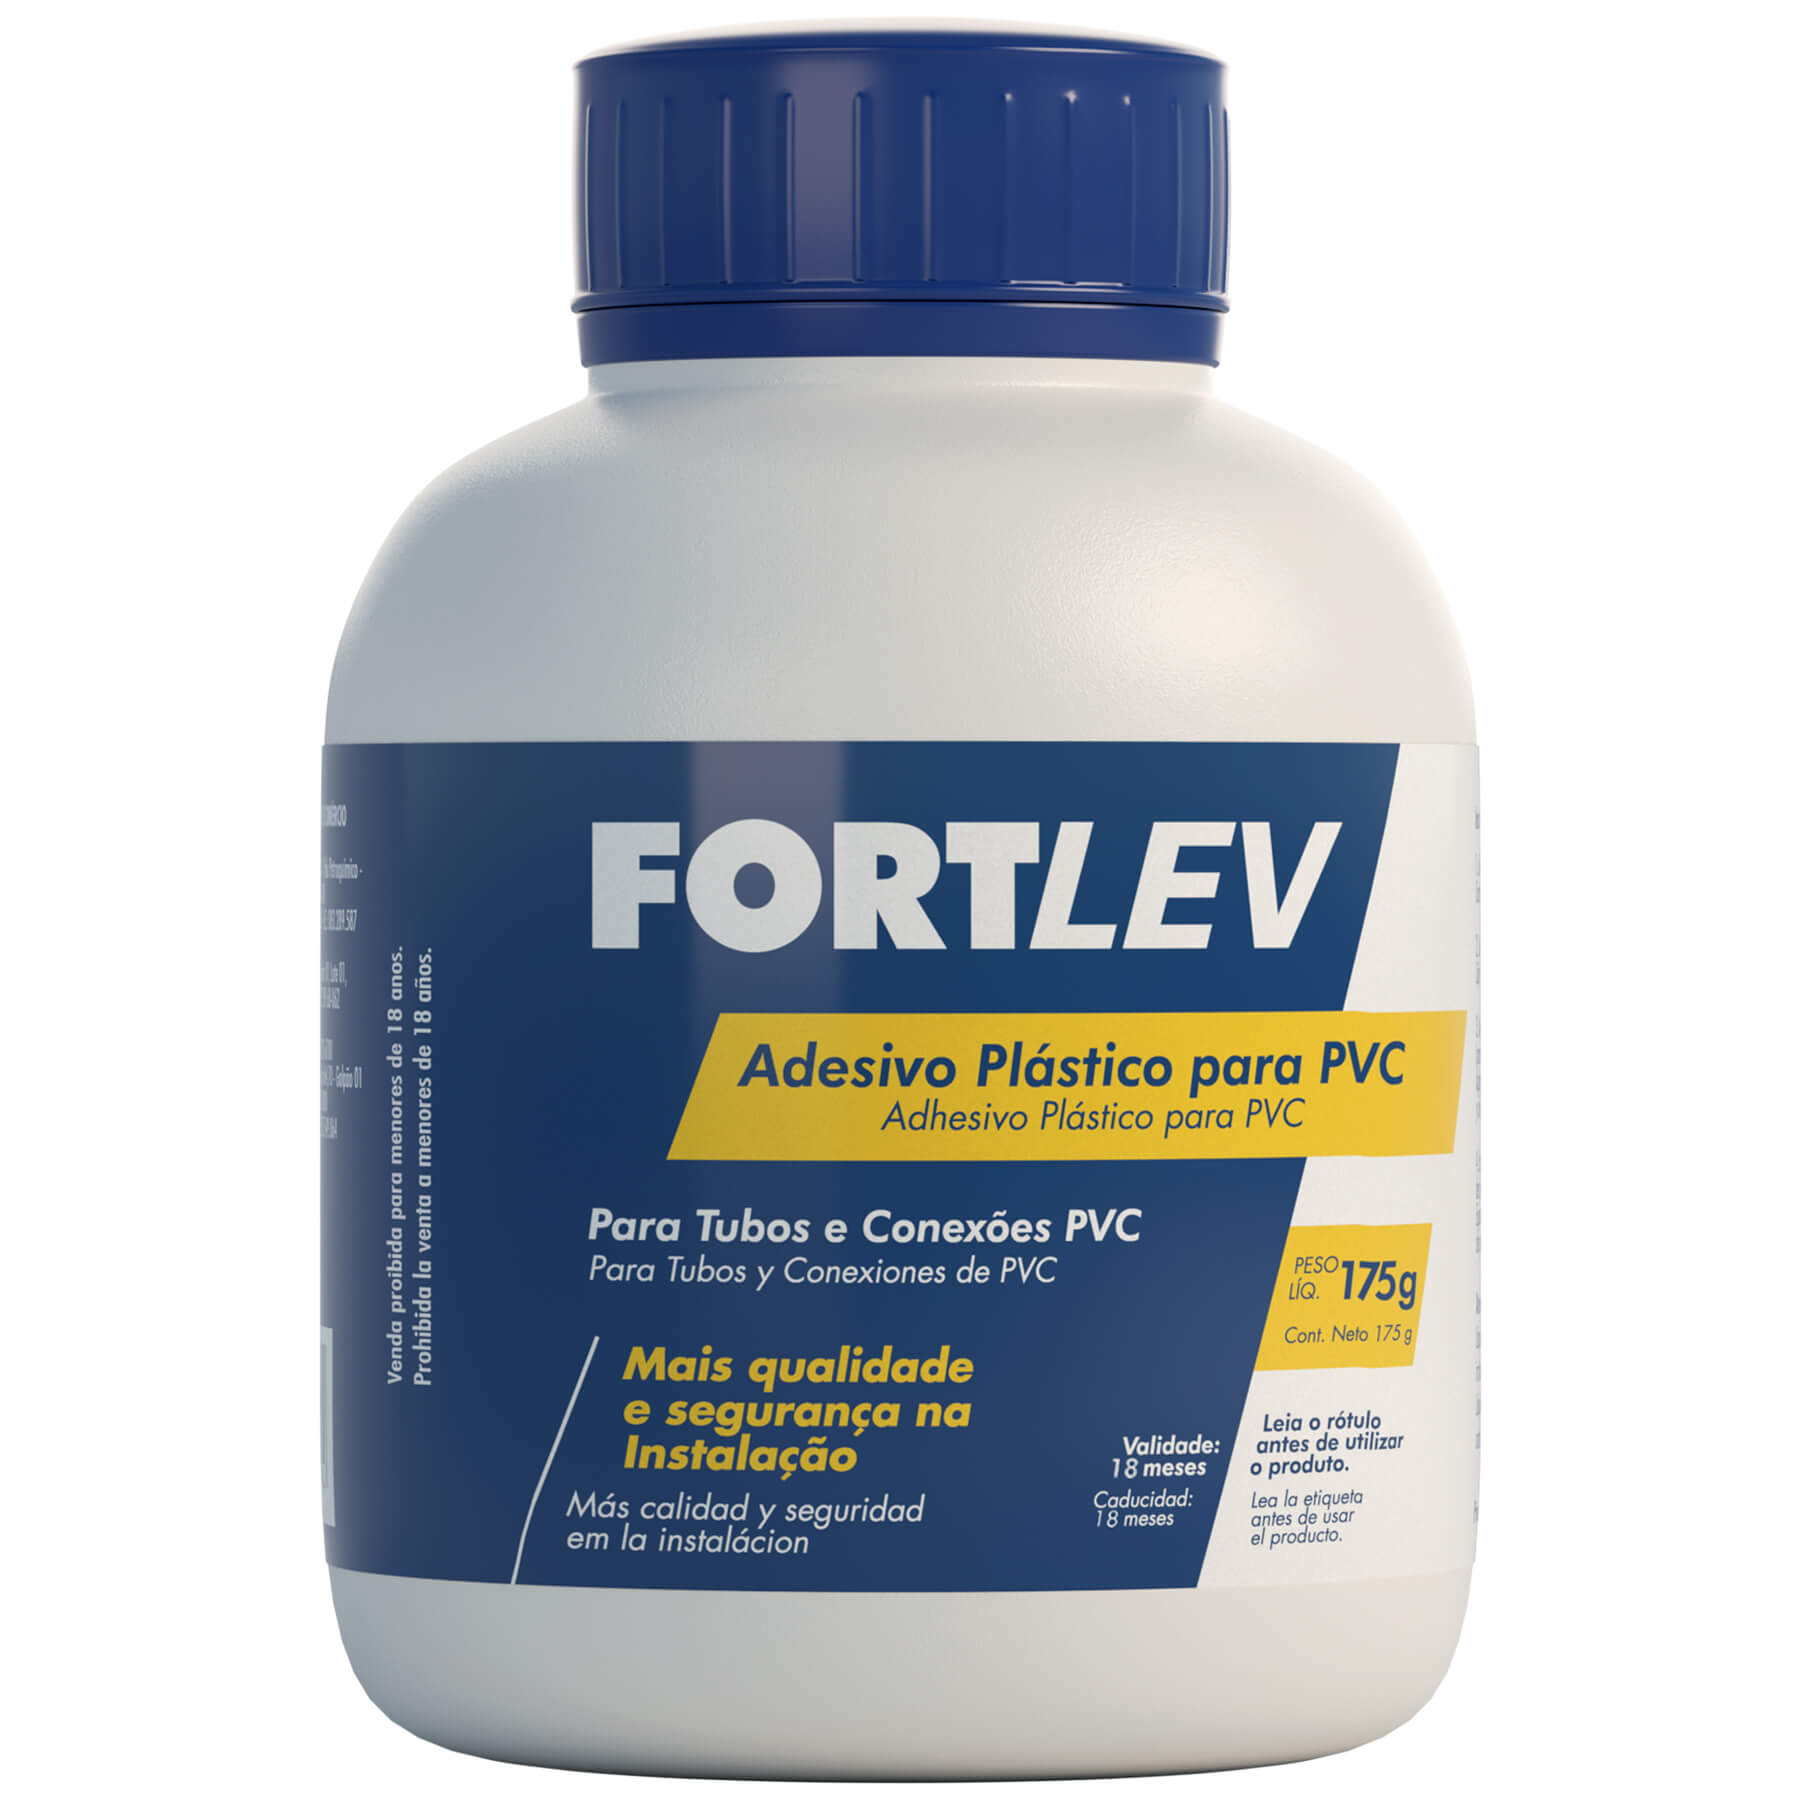 FORTLEV
Adesivo Plástico para PVC
Adhesivo Plástico para PVC
Para Tubos e Conexões PVC
Para Tubos y Conexiones de PVC
PESO
LÍQ. 175g
Cont. Neto 175 g
Mais qualidade
e segurança na
Instalação
Más calidad y seguridad
em la instalácion
Validade:
18 meses
Caducidad:
18 meses
Leia o rótulo
antes de utilizar
o produto.
Lea la etiqueta
antes de usar
el producto.
Venda proibida para menores de 18 anos.
Prohibida la venta a menores de 18 años.